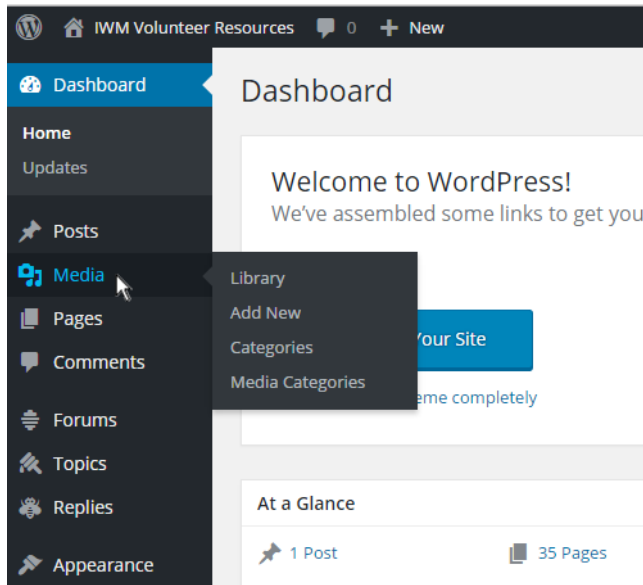 IWM Volunteer Resources 0 + New
Dashboard
Home
Updates
Posts
Media
Pages
Comments
Forums
Topics
Replies
Appearance
Library
Add New
Categories
Media Categories
Dashboard
Welcome to WordPress!
We've assembled some links to get you
our Site
eme completely
At a Glance
1 Post
35 Pages